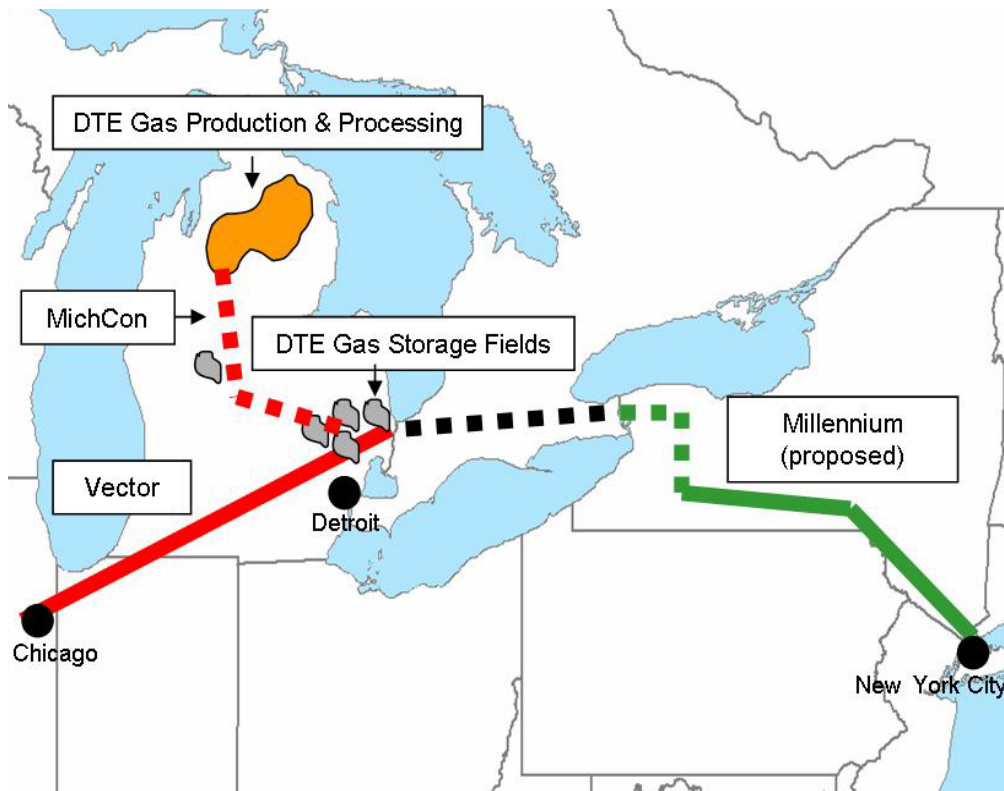 DTE Gas Production & Processing
MichCon
DTE Gas Storage Fields
Millennium
(proposed)
Vector
Detroit
Chicago
New York City